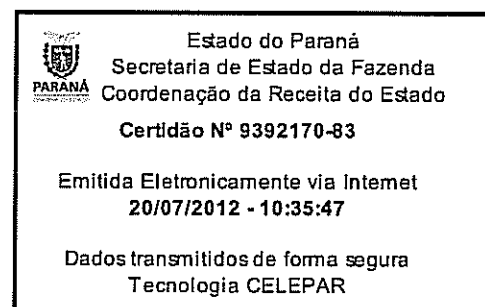 Estado do Paraná
Secretaria de Estado da Fazenda
PARANÁ
Coordenação da Receita do Estado
Certidão Nº 9392170-83
Emitida Eletronicamente via Internet
20/07/2012 - 10:35:47
Dados transmitidos de forma segura
Tecnologia CELEPAR